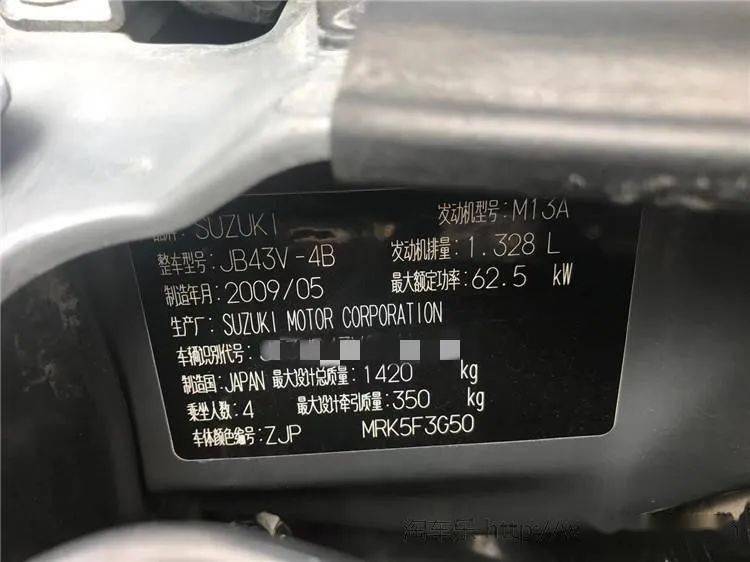 SUZUKI 发动机型号: M13A
整车型号: JB43V-4B 发动机排量: 1.328 L
制造年月: 2009/05 最大额定功率: 62.5 kW
生产厂: SUZUKI MOTOR CORPORATION
车辆识别代号:
制造国: JAPAN 最大设计总质量: 1420 kg
乘坐人数: 4 最大设计牵引质量: 350 kg
车体颜色编号: ZJP MRK5F3G50
淘车乐 http://